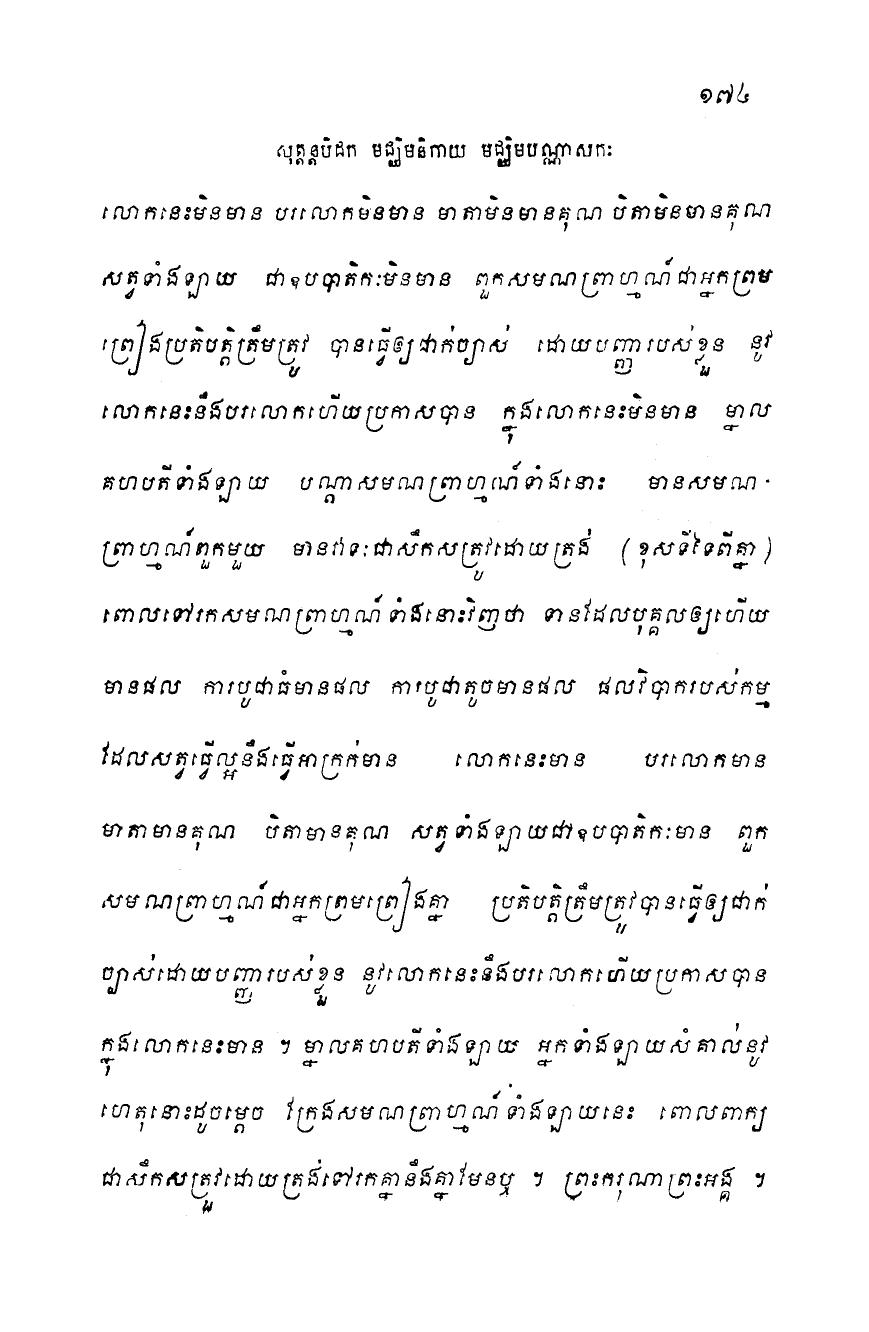 ១៧៤
សុត្តន្តបិដក មជ្ឈិមនិកាយ មជ្ឈិមបណ្ណាសកៈ
លោកនេះមិនមាន បរលោកមិនមាន មាតាមិនមានគុណ បិតាមិនមានគុណ
សត្វទាំងឡាយ ជាឧបបាតិកៈមិនមាន ពួកសមណព្រាហ្មណ៍ជាអ្នកព្រម
ព្រៀងប្រតិបត្តិត្រឹមត្រូវ បានធ្វើឲ្យជាក់ច្បាស់ ដោយបញ្ញារបស់ខ្លួន នូវ
លោកនេះនឹងបរលោកហើយប្រកាសបាន ក្នុងលោកនេះមិនមាន ម្នាល
គហបតីទាំងឡាយ បណ្តាសមណព្រាហ្មណ៍ទាំងនោះ មានសមណ
ព្រាហ្មណ៍ពួកមួយ មានវាទៈជាសឹកសត្រូវដោយត្រង់ (ខុសទីទៃពីគ្នា)
ពោលទៅរកសមណព្រាហ្មណ៍ទាំងនោះវិញថា ទានដែលបុគ្គលឲ្យហើយ
មានផល ការបូជាធំមានផល ការបូជាតូចមានផល ផលវិបាករបស់កម្ម
ដែលសត្វធ្វើល្អនឹងធ្វើអាក្រក់មាន លោកនេះមាន បរលោកមាន
មាតាមានគុណ បិតាមានគុណ សត្វទាំងឡាយជាឧបបាតិកៈមាន ពួក
សមណព្រាហ្មណ៍ជាអ្នកព្រមព្រៀងគ្នា ប្រតិបត្តិត្រឹមត្រូវបានធ្វើឲ្យជាក់
ច្បាស់ដោយបញ្ញារបស់ខ្លួន នូវលោកនេះនឹងបរលោកហើយប្រកាសបាន
ក្នុងលោកនេះមាន ។ ម្នាលគហបតីទាំងឡាយ អ្នកទាំងឡាយសំគាល់នូវ
ហេតុនោះដូចម្តេច ក្រែងសមណព្រាហ្មណ៍ទាំងឡាយនេះ ពោលពាក្យ
ជាសឹកសត្រូវដោយត្រង់ទៅរកគ្នានឹងគ្នាមែនឬ ។ ព្រះករុណាព្រះអង្គ ។